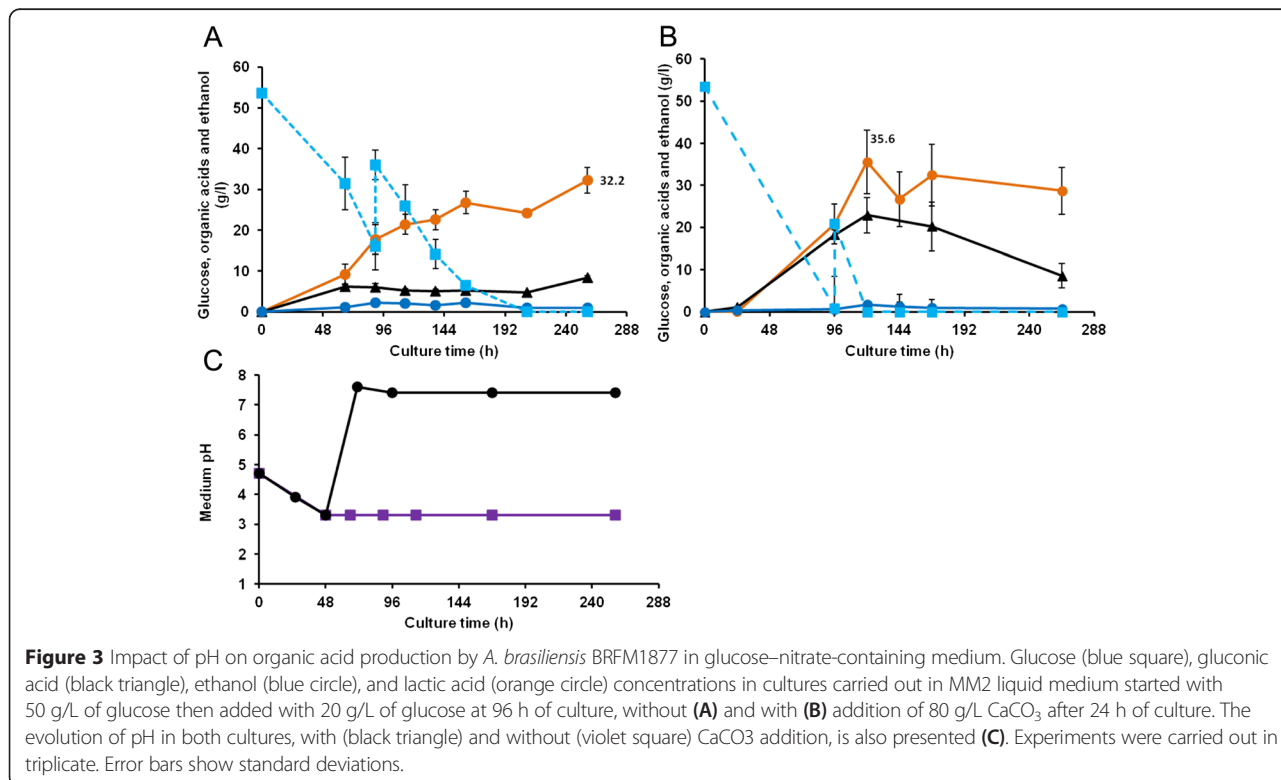 A
60
50
40
30
20
10
0
Glucose, organic acids and ethanol
(g/l)
32.2
0 48 96 144 192 240 288
Culture time (h)
B
60
50
40
30
20
10
0
Glucose, organic acids and ethanol (g/l)
35.6
0 48 96 144 192 240 288
Culture time (h)
C
8
7
6
5
4
3
2
1
Medium pH
0 48 96 144 192 240 288
Culture time (h)
Figure 3 Impact of pH on organic acid production by A. brasiliensis BRFM1877 in glucose–nitrate-containing medium. Glucose (blue square), gluconic
acid (black triangle), ethanol (blue circle), and lactic acid (orange circle) concentrations in cultures carried out in MM2 liquid medium started with
50 g/L of glucose then added with 20 g/L of glucose at 96 h of culture, without (A) and with (B) addition of 80 g/L CaCO₃ after 24 h of culture. The
evolution of pH in both cultures, with (black triangle) and without (violet square) CaCO3 addition, is also presented (C). Experiments were carried out in
triplicate. Error bars show standard deviations.